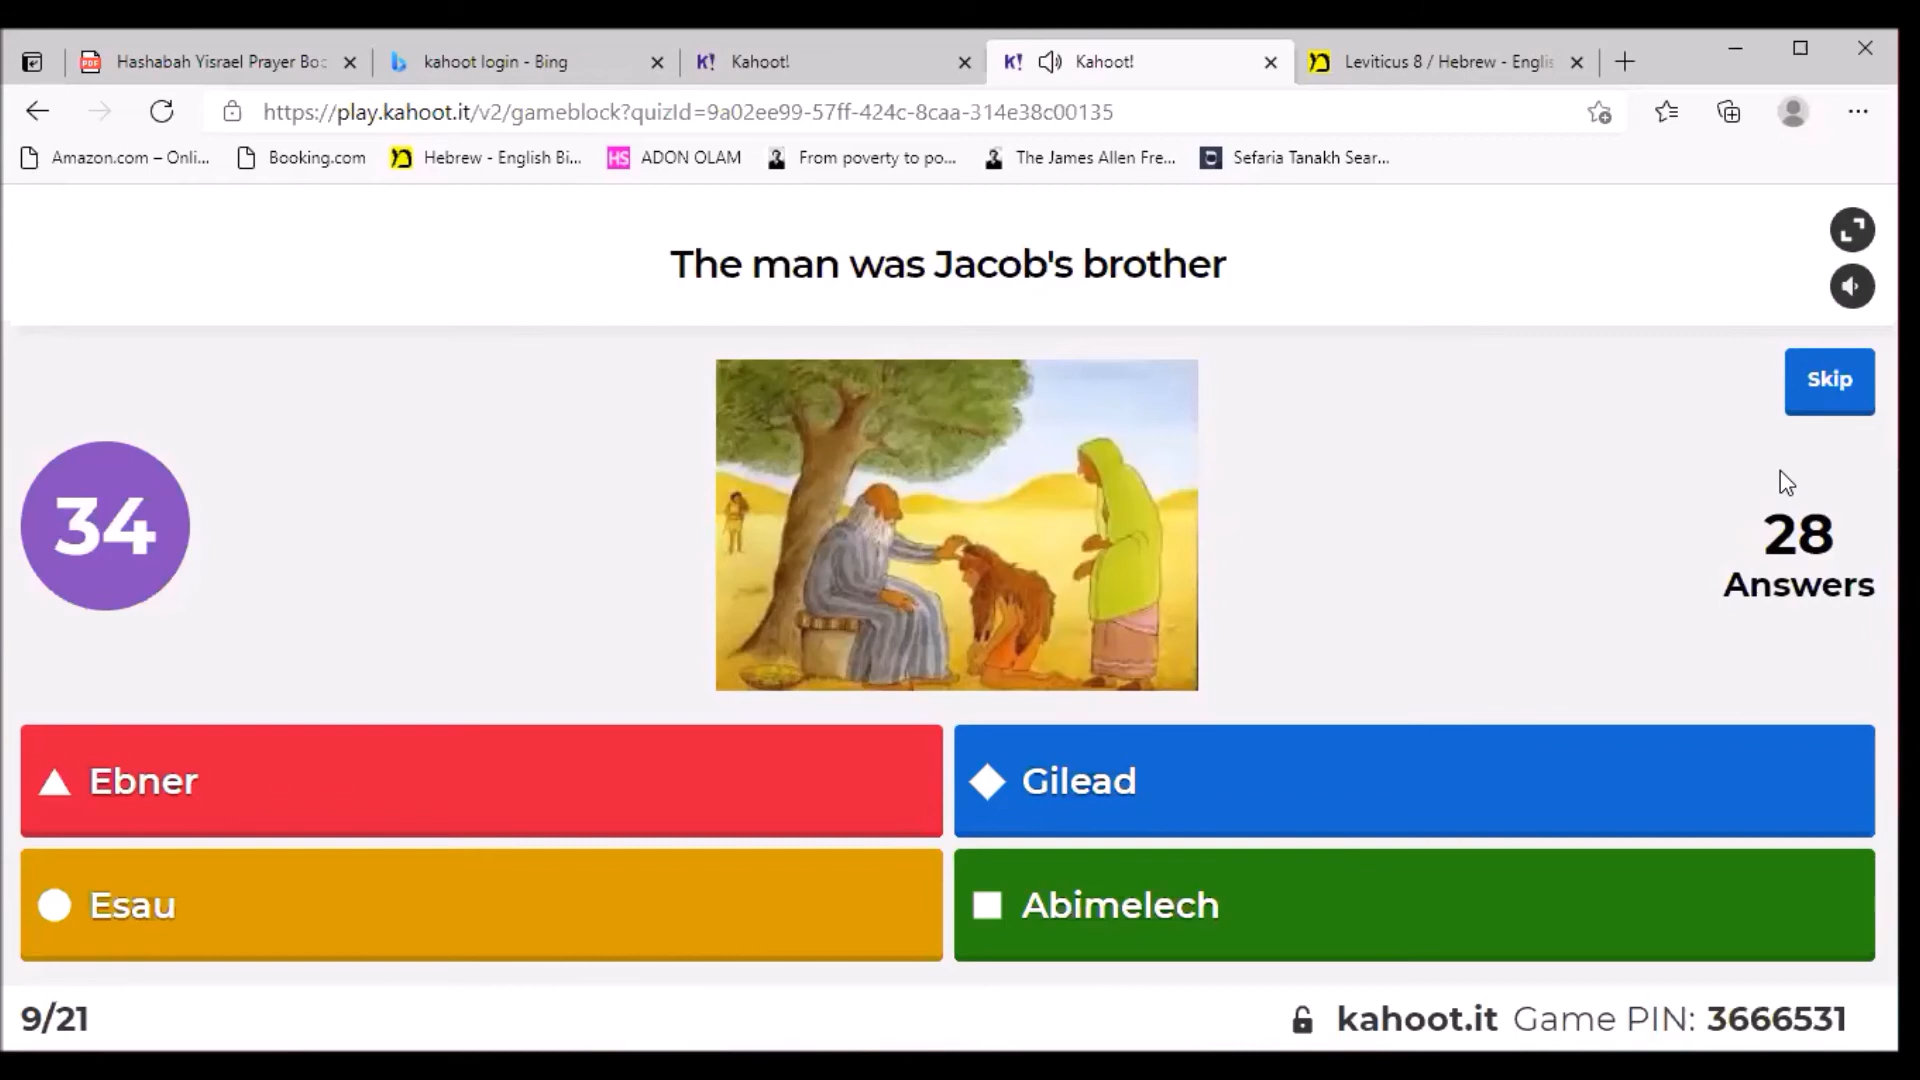 Hashabah Yisrael Prayer Boo
kahoot login - Bing
K! Kahoot!
K! Kahoot!
Leviticus 8 / Hebrew - Englis
https://play.kahoot.it/v2/gameblock?quizId=9a02ee99-57ff-424c-8caa-314e38c00135
Amazon.com – Onli...
Booking.com
Hebrew - English Bi...
HS ADON OLAM
From poverty to po...
The James Allen Fre...
Sefaria Tanakh Sear...
The man was Jacob's brother
Skip
34
28
Answers
Ebner
Gilead
Esau
Abimelech
9/21
kahoot.it Game PIN: 3666531